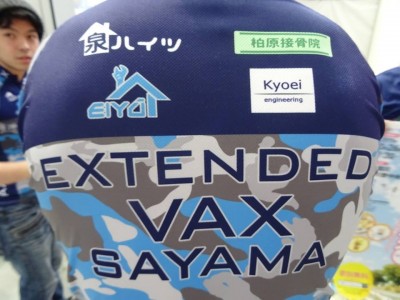 泉ハイツ
柏原接骨院
EIYO
Kyoei
engineering
EXTENDED
VAX
SAYAMA